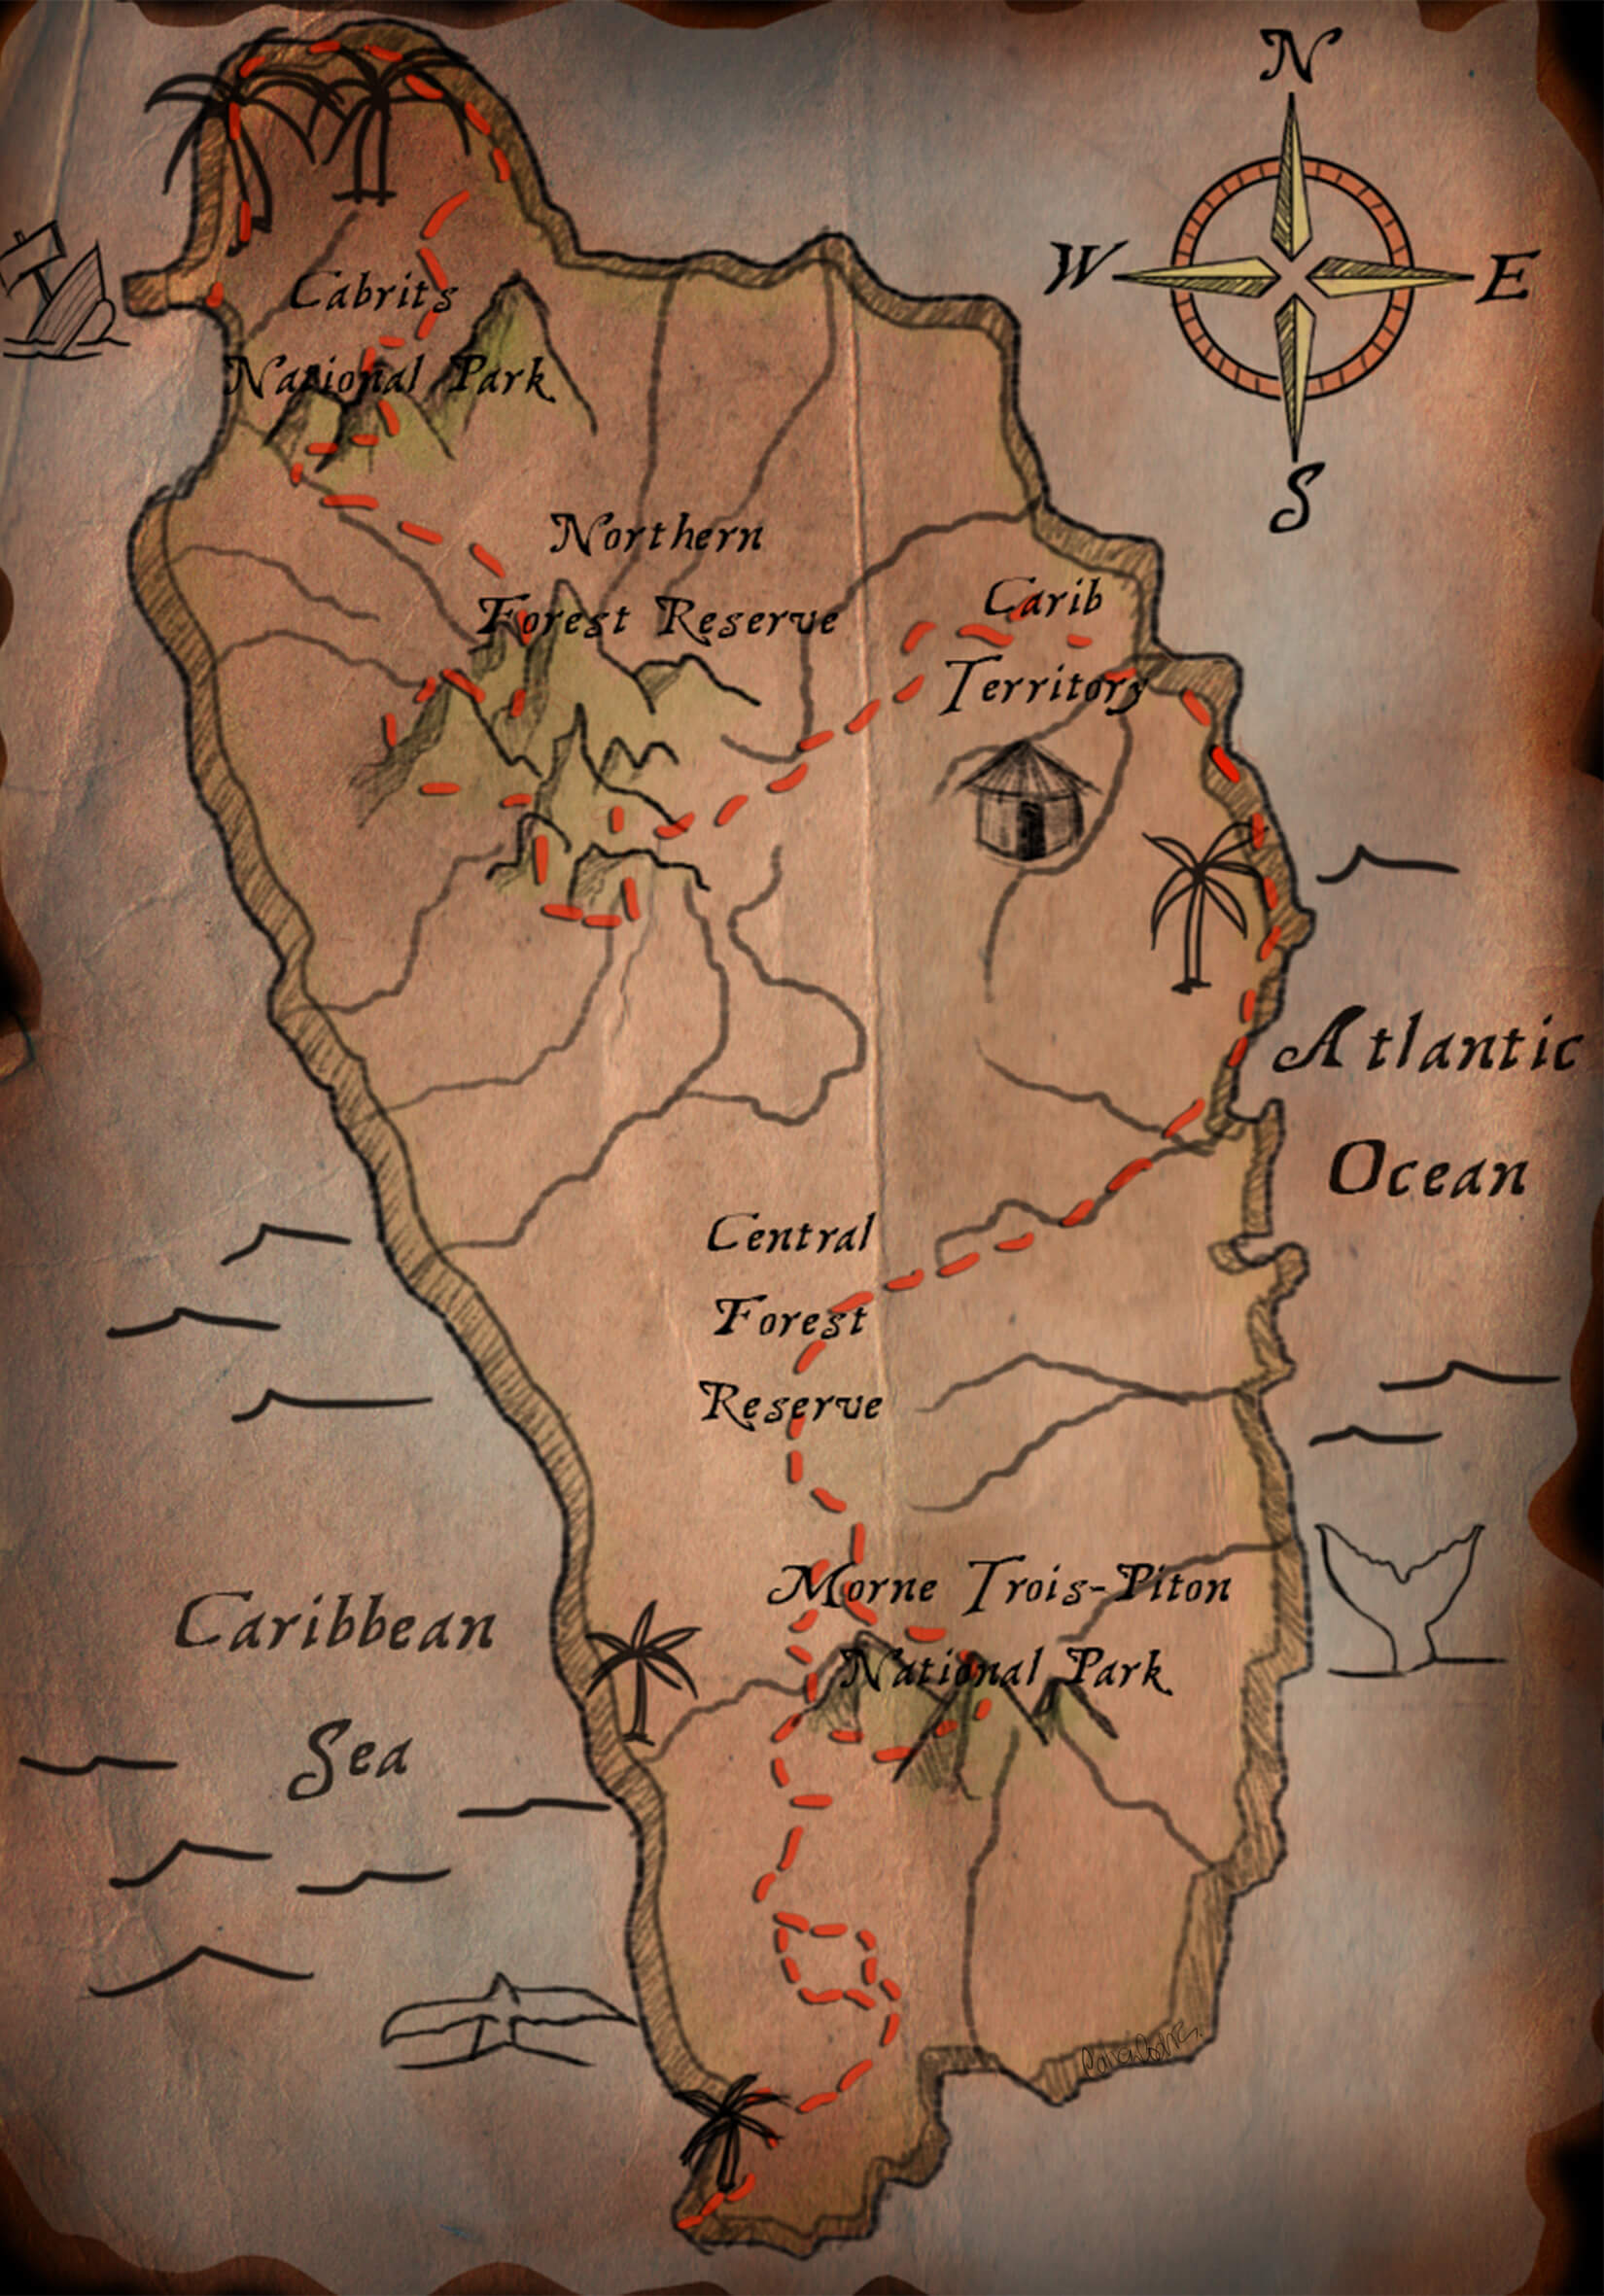 N
W
E
S
Cabrits
National Park
Northern
Forest Reserve
Carib
Territory
Atlantic
Ocean
Central
Forest
Reserve
Morne Trois-Piton
National Park
Caribbean
Sea